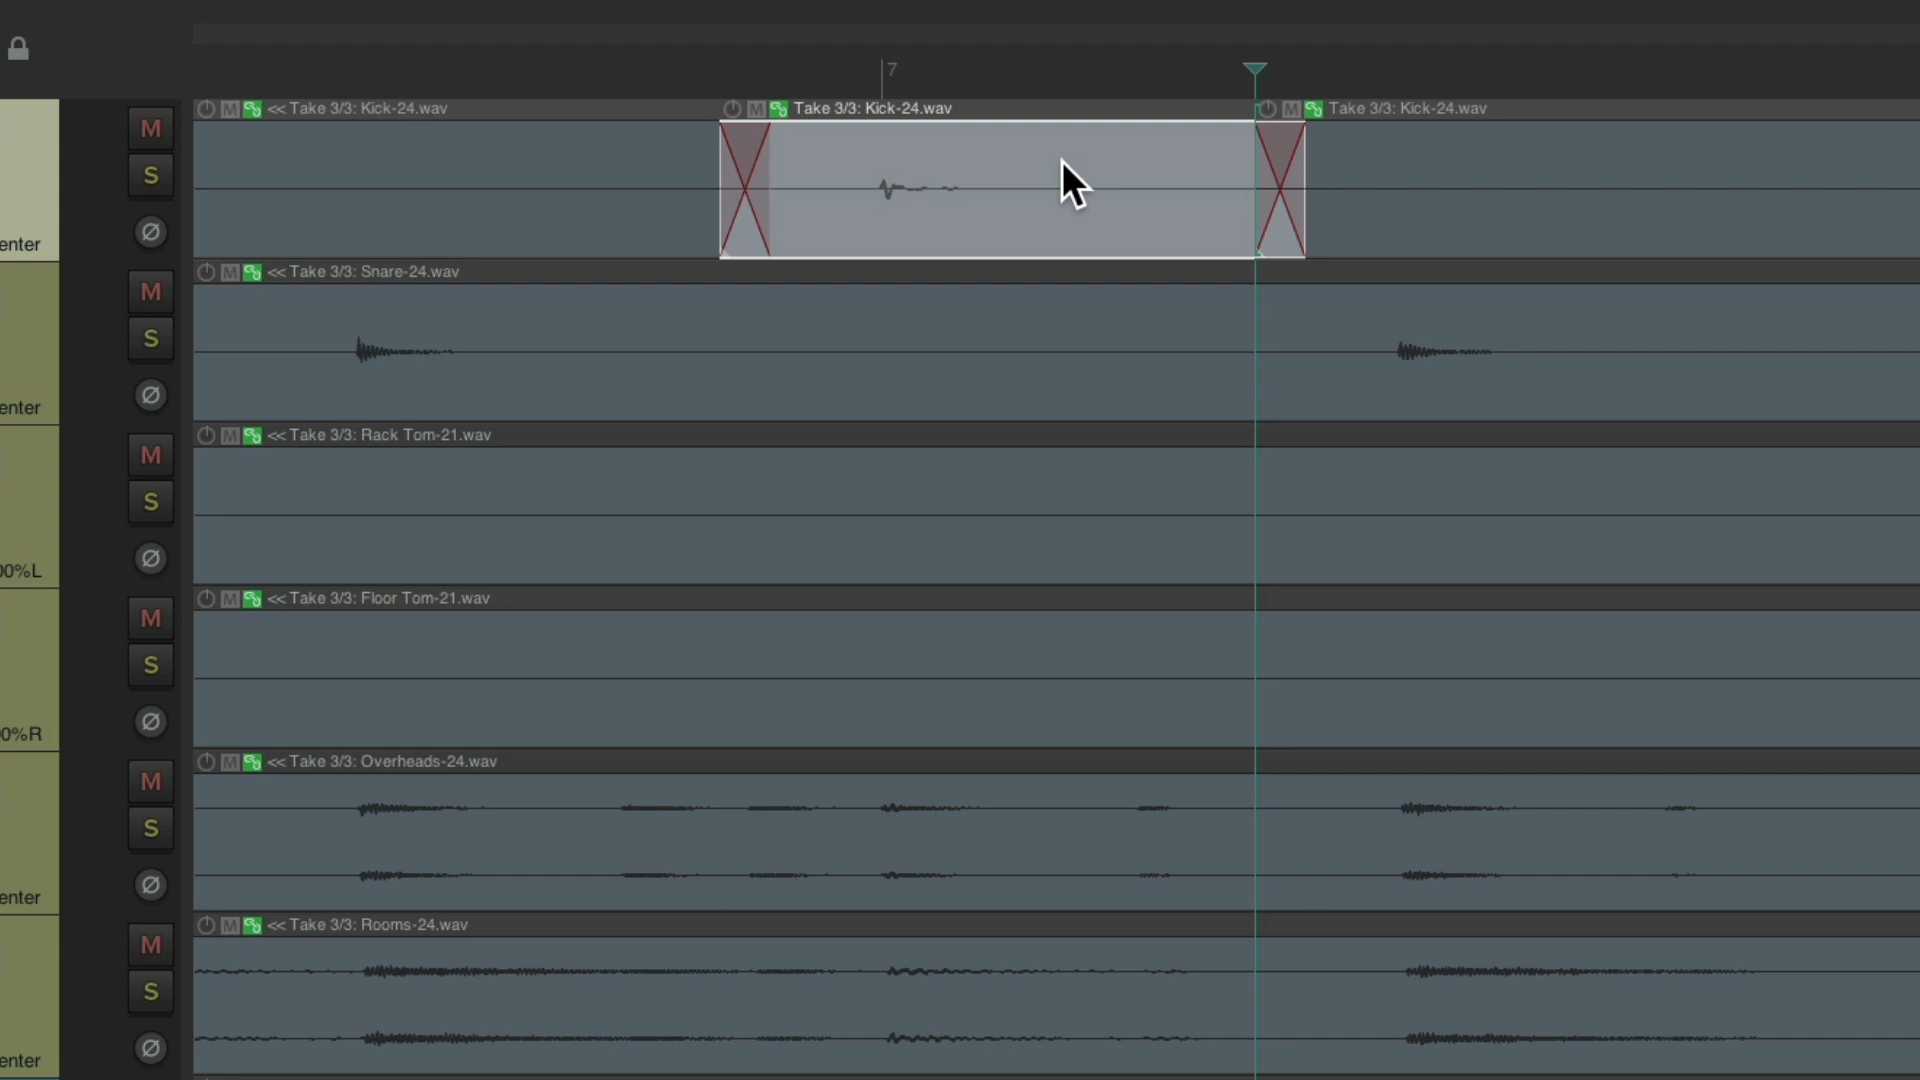 7
<< Take 3/3: Kick-24.wav
Take 3/3: Kick-24.wav
Take 3/3: Kick-24.wav
M
S
enter
<< Take 3/3: Snare-24.wav
M
S
enter
<< Take 3/3: Rack Tom-21.wav
M
S
00%L
<< Take 3/3: Floor Tom-21.wav
M
S
0%R
<< Take 3/3: Overheads-24.wav
M
S
enter
<< Take 3/3: Rooms-24.wav
M
S
enter